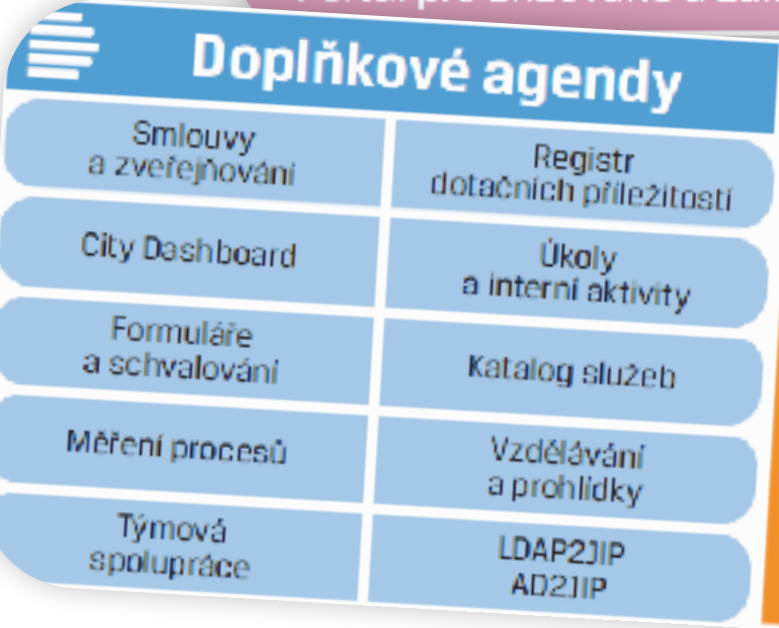 Doplňkové agendy
Smlouvy
a zveřejňování
Registr
dotačních příležitostí
City Dashboard
Úkoly
a interní aktivity
Formuláře
a schvalování
Katalog služeb
Měření procesů
Vzdělávání
a prohlídky
Týmová
spolupráce
LDAP2JIP
AD2JIP